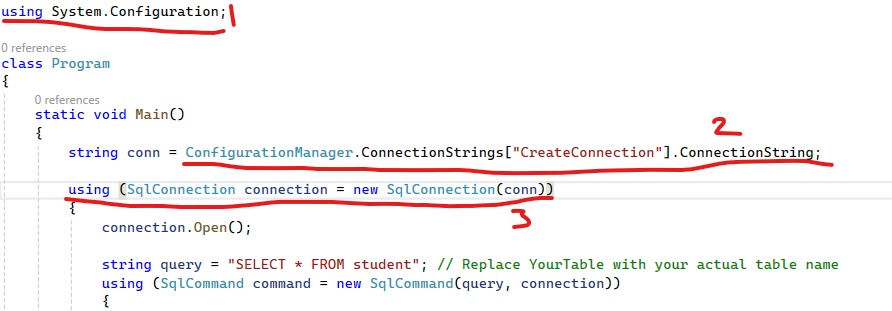 using System.Configuration; 1
0 references
class Program
{
0 references
static void Main()
{
2
string conn = ConfigurationManager.ConnectionStrings["CreateConnection"].ConnectionString;
using (SqlConnection connection = new SqlConnection(conn))
3
{
connection.Open();
string query = "SELECT * FROM student"; // Replace YourTable with your actual table name
using (SqlCommand command = new SqlCommand(query, connection))
{